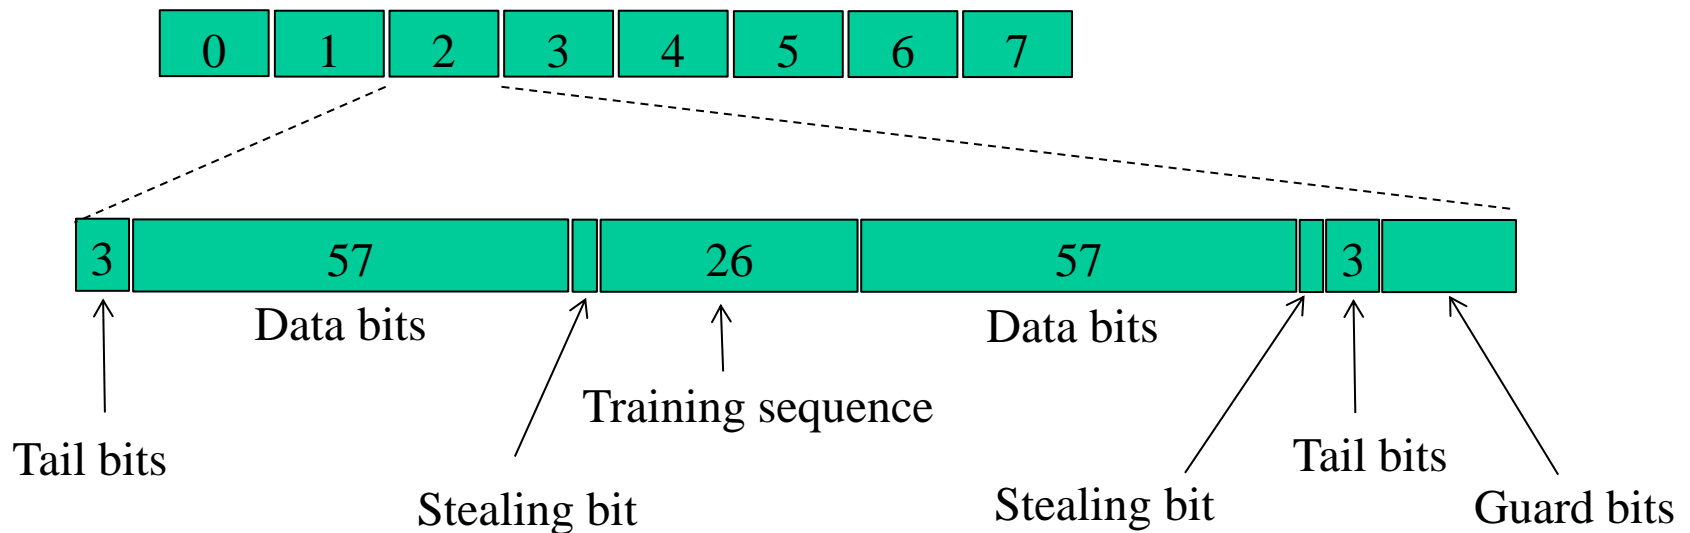 0 1 2 3 4 5 6 7
3 57 26 57 3
Data bits Data bits
Training sequence
Tail bits Tail bits
Stealing bit Stealing bit Guard bits